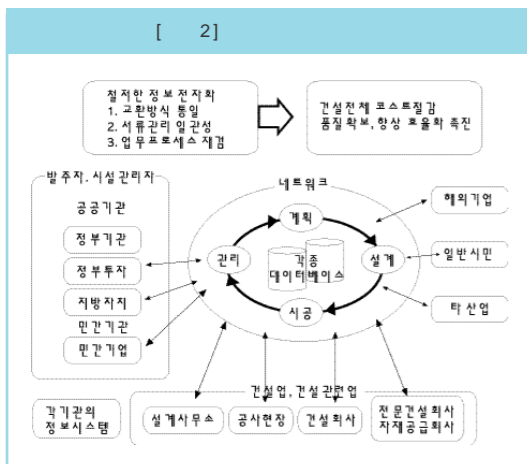 [ 2]
철저한 정보전자화
1. 교환방식 통일
2. 서류관리 일관성
3. 업무프로세스 재검
건설전체 코스트절감
품질확보, 향상 효율화 촉진
발주자, 시설관리자
공공기관
정부기관
정부투자
지방자지
민간기관
민간기업
네트워크
계획
관리
각종
데이터베이스
설계
시공
해외기업
일반시민
타산업
건설업, 건설관련업
각기관의
정보시스템
설계사무소
공사현장
건설회사
전문건설회사
자재공급회사